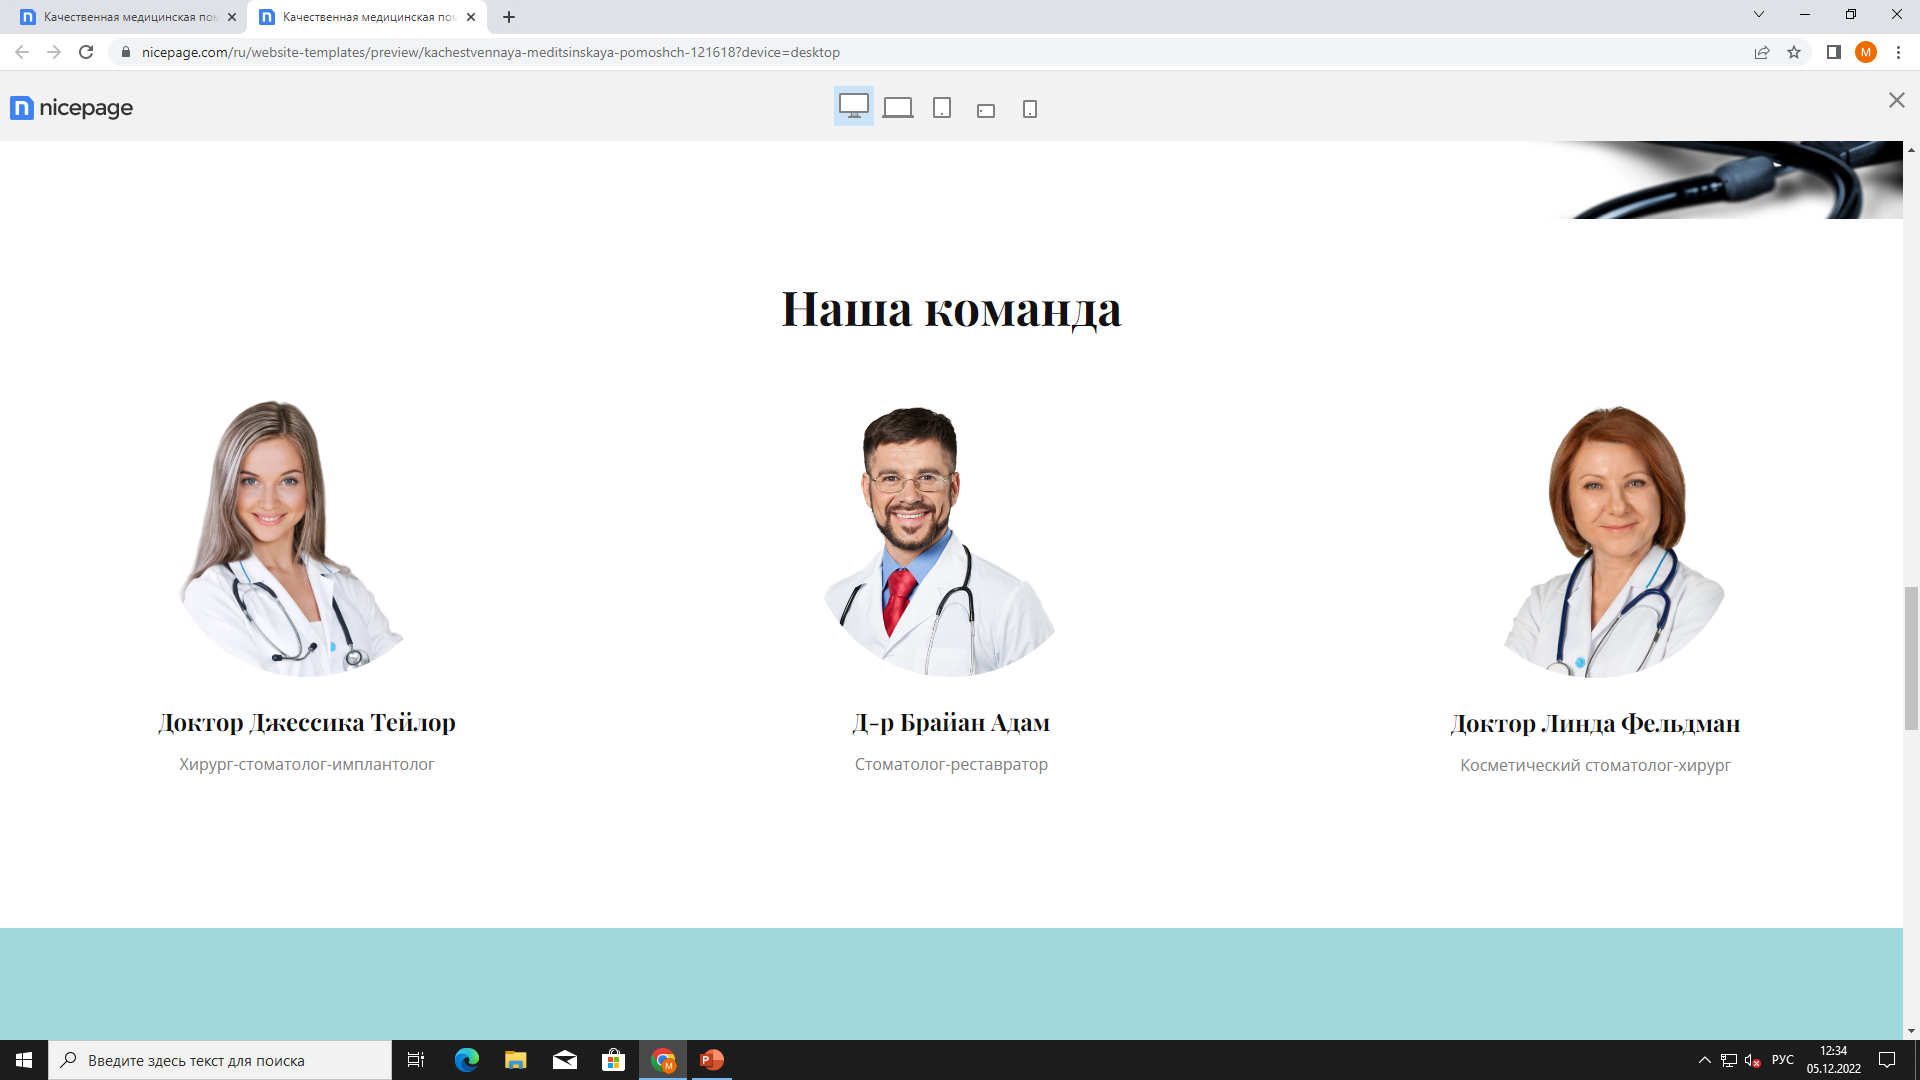 Качественная медицинская пом
Качественная медицинская пом
nicepage.com/ru/website-templates/preview/kachestvennaya-meditsinskaya-pomoshch-121618?device=desktop
M
nicepage
Наша команда
Доктор Джессика Тейлор
Д-р Брайан Адам
Доктор Линда Фельдман
Хирург-стоматолог-имплантолог
Стоматолог-реставратор
Косметический стоматолог-хирург
Введите здесь текст для поиска
M
P
РУС
12:34
05.12.2022